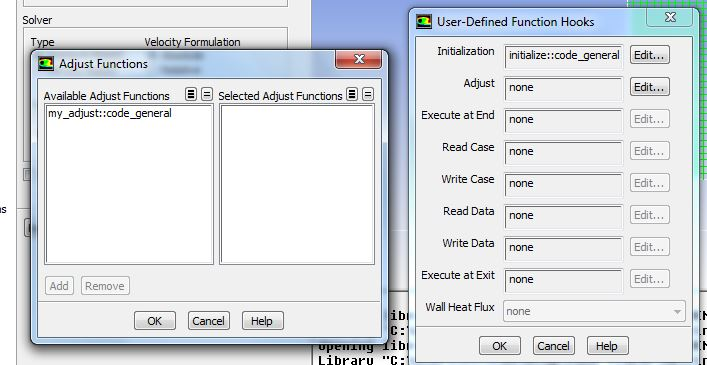 Solver
Type Velocity Formulation
Adjust Functions
Available Adjust Functions Selected Adjust Functions
my_adjust::code_general
Add Remove
OK Cancel Help
User-Defined Function Hooks
Initialization initialize::code_general Edit...
Adjust none Edit...
Execute at End none Edit...
Read Case none Edit...
Write Case none Edit...
Read Data none Edit...
Write Data none Edit...
Execute at Exit none Edit...
Wall Heat Flux none
OK Cancel Help
Library "C: